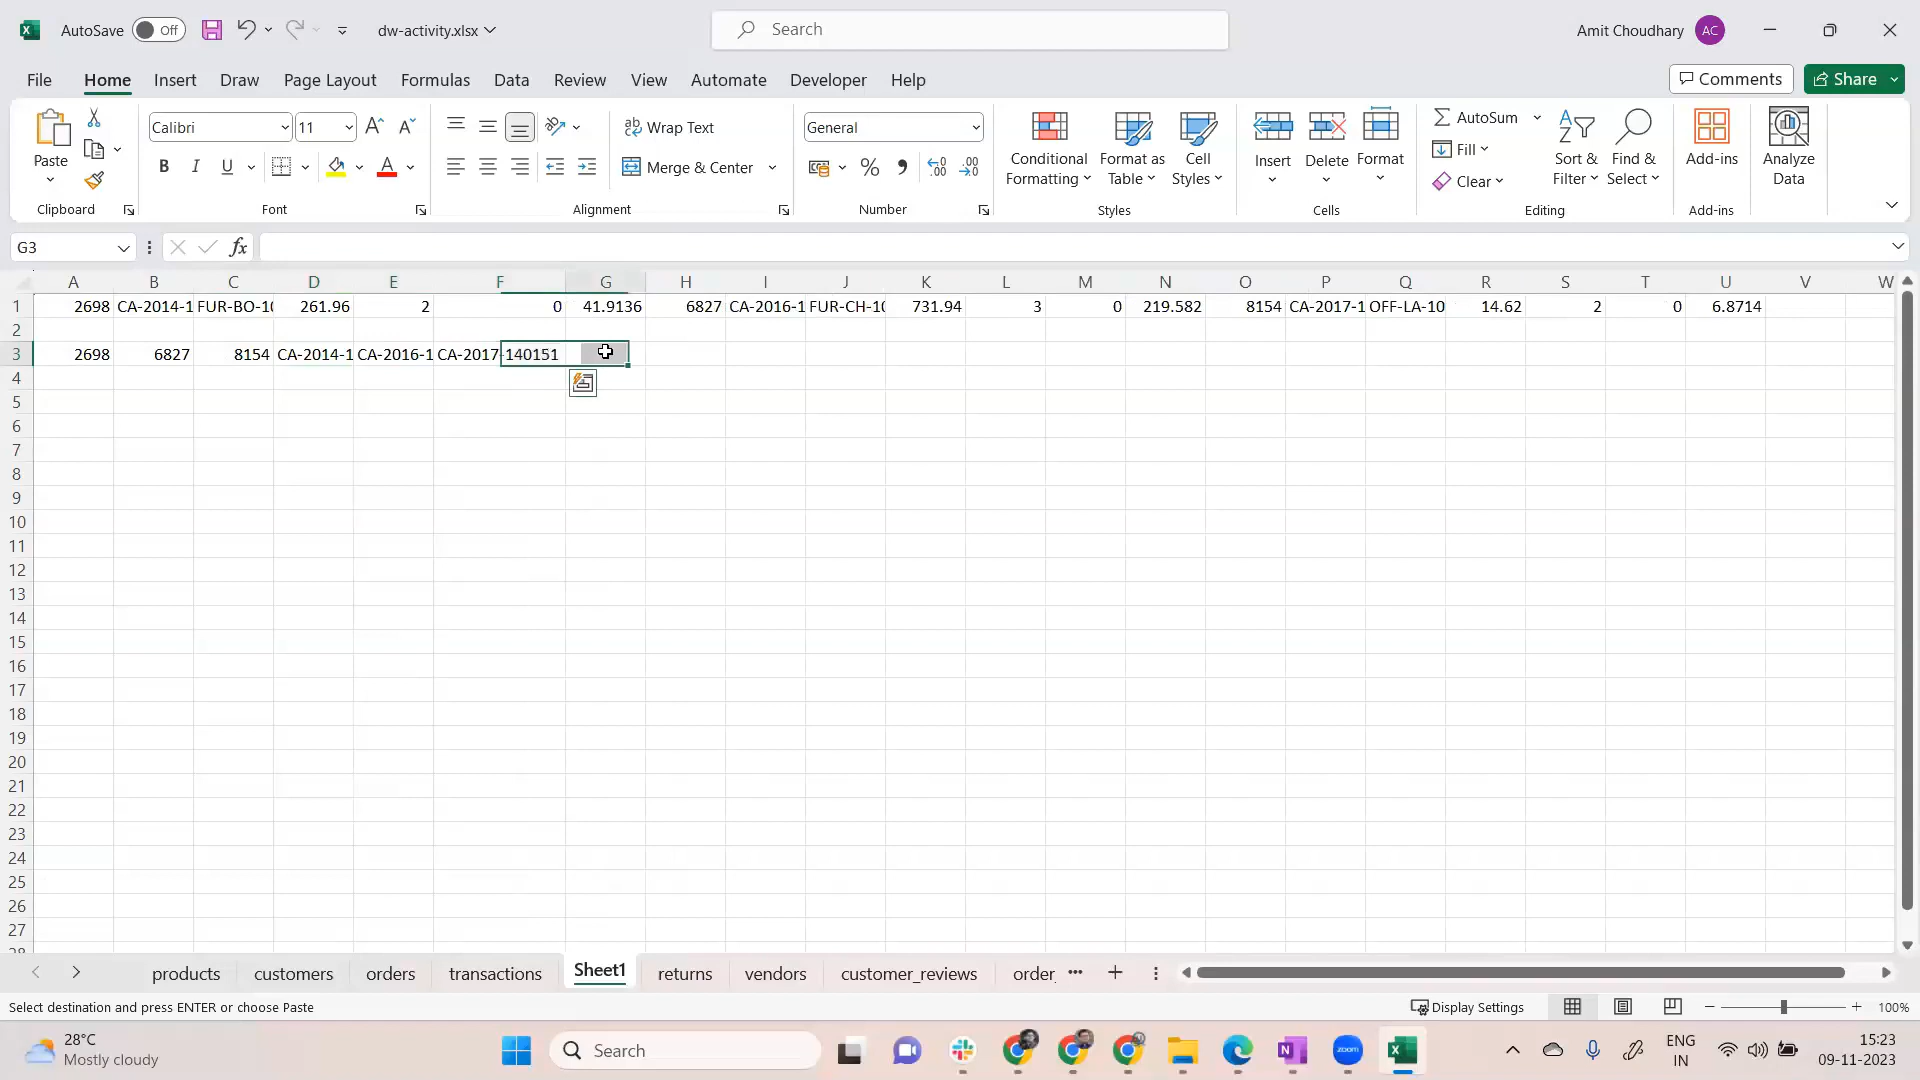 AutoSave Off dw-activity.xlsx Search Amit Choudhary AC
File Home Insert Draw Page Layout Formulas Data Review View Automate Developer Help Comments Share
Paste Calibri 11 Wrap Text General Conditional Formatting Format as Table Cell Styles Insert Delete Format AutoSum Fill Clear Sort & Filter Find & Select Add-ins Analyze Data
B I U Merge & Center % 9 .00 .00
Clipboard Font Alignment Number Styles Cells Editing Add-ins
G3 fx
A B C D E F G H I J K L M N O P Q R S T U V W
1 2698 CA-2014-1 FUR-BO-10 261.96 2 0 41.9136 6827 CA-2016-1 FUR-CH-10 731.94 3 0 219.582 8154 CA-2017-1 OFF-LA-10 14.62 2 0 6.8714
2
3 2698 6827 8154 CA-2014-1 CA-2016-1 CA-2017-140151
4
5
6
7
8
9
10
11
12
13
14
15
16
17
18
19
20
21
22
23
24
25
26
27
28
products customers orders transactions Sheet1 returns vendors customer_reviews order_ ...
Select destination and press ENTER or choose Paste Display Settings 100%
28°C
Mostly cloudy
Search zoom
ENG
IN
15:23
09-11-2023